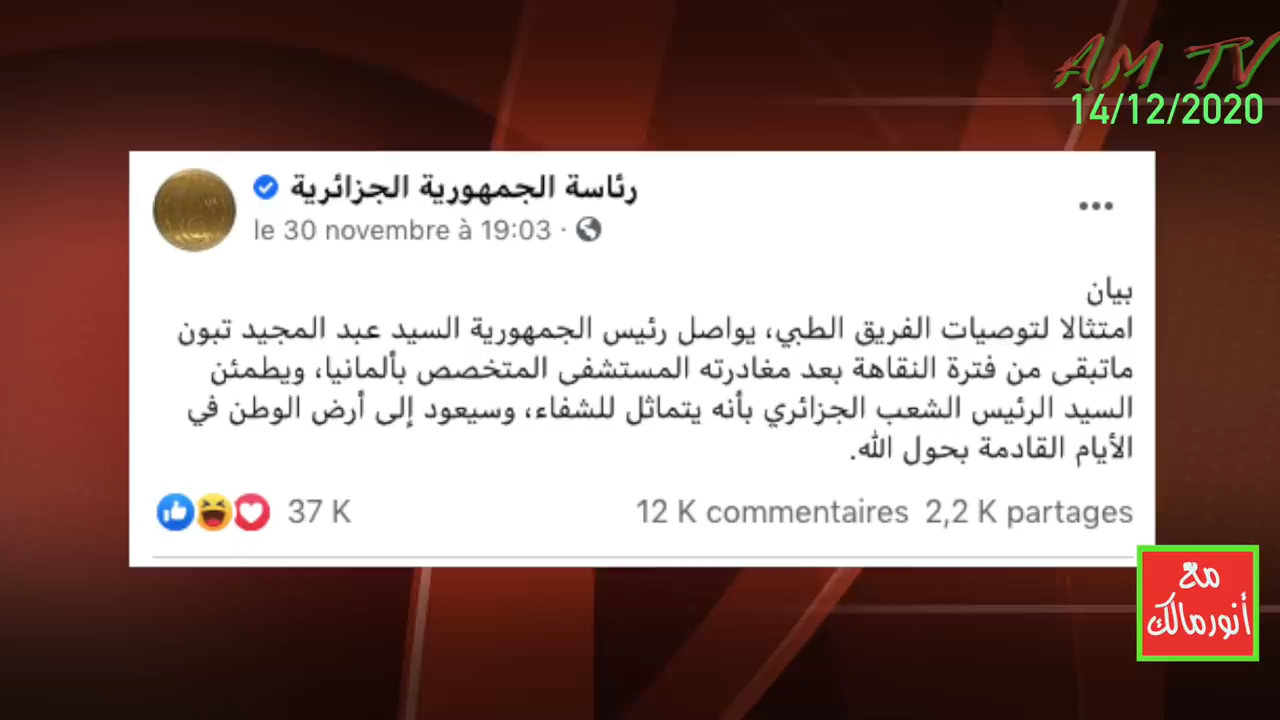 AM TV
14/12/2020
رئاسة الجمهورية الجزائرية
le 30 novembre à 19:03 ·
بيان
امتثالا لتوصيات الفريق الطبي، يواصل رئيس الجمهورية السيد عبد المجيد تبون
ماتبقى من فترة النقاهة بعد مغادرته المستشفى المتخصص بألمانيا، ويطمئن
السيد الرئيس الشعب الجزائري بأنه يتماثل للشفاء، وسيعود إلى أرض الوطن في
الأيام القادمة بحول الله.
37 K
12 K commentaires 2,2 K partages
مع
أنورمالك